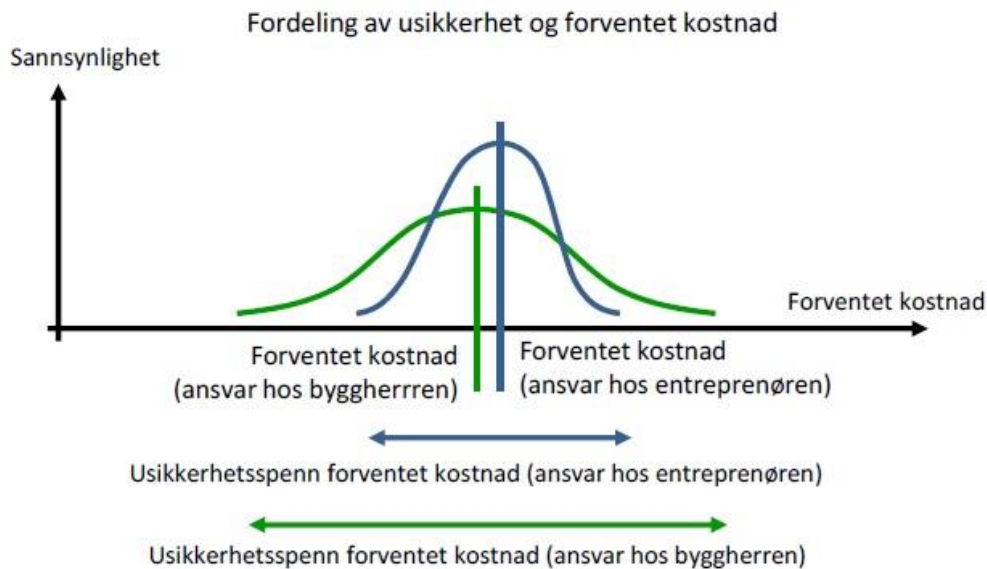 Fordeling av usikkerhet og forventet kostnad
Sannsynlighet
Forventet kostnad
Forventet kostnad
(ansvar hos byggherrren)
Forventet kostnad
(ansvar hos entreprenøren)
Usikkerhetsspenn forventet kostnad (ansvar hos entreprenøren)
Usikkerhetsspenn forventet kostnad (ansvar hos byggherren)